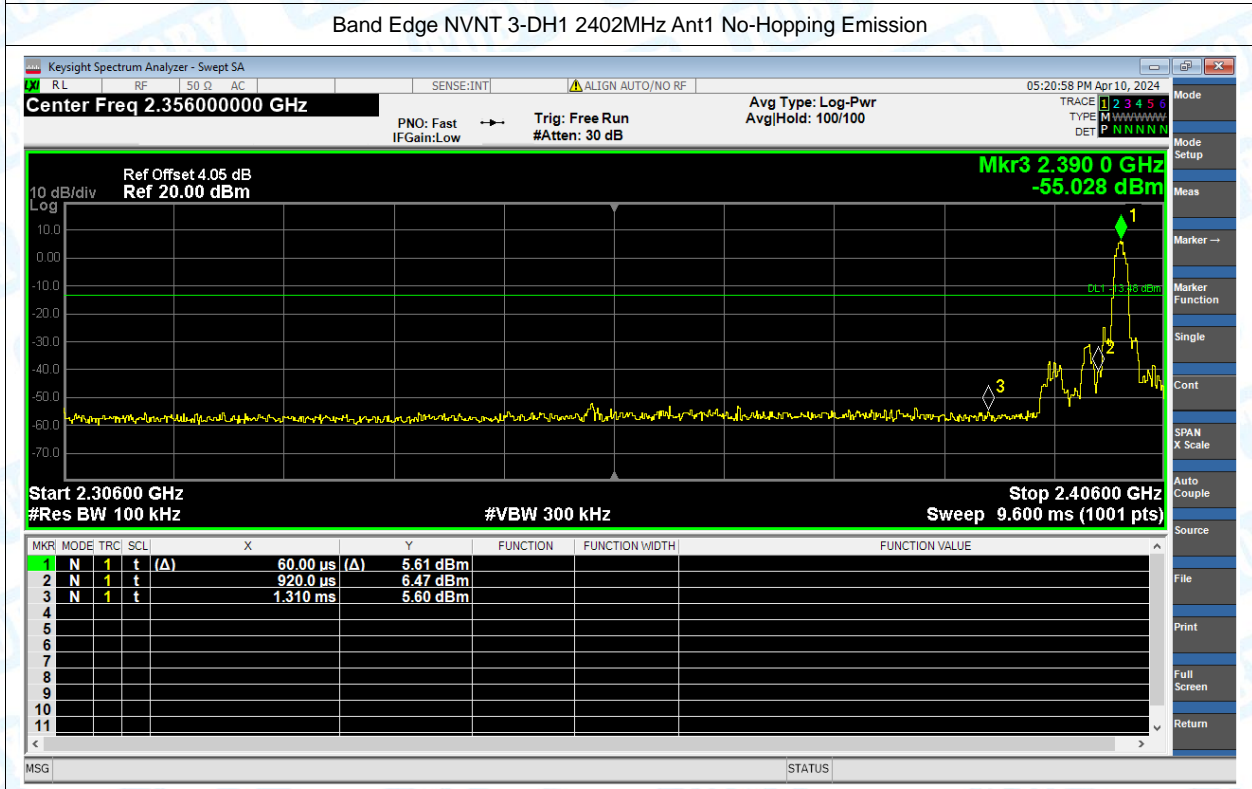 Band Edge NVNT 3-DH1 2402MHz Ant1 No-Hopping Emission
Keysight Spectrum Analyzer - Swept SA
LXI RL RF 50 Ω AC SENSE:INT ALIGN AUTO/NO RF 05:20:58 PM Apr 10, 2024
Center Freq 2.356000000 GHz Avg Type: Log-Pwr TRACE 1 2 3 4 5 6
PNO: Fast Trig: Free Run Avg|Hold: 100/100 TYPE M WWWWW
IFGain:Low #Atten: 30 dB DET P N N N N N
Mode
Mode Setup
Meas
Marker →
Marker Function
Single
Cont
SPAN X Scale
Auto Couple
Source
File
Print
Full Screen
Return
Mkr3 2.390 0 GHz
-55.028 dBm
Ref Offset 4.05 dB
10 dB/div Ref 20.00 dBm
Log
1
10.0
0.00
-10.0
DL1 -13.46 dBm
-20.0
-30.0
2
-40.0
3
-50.0
-60.0
-70.0
Start 2.30600 GHz Stop 2.40600 GHz
#Res BW 100 kHz #VBW 300 kHz Sweep 9.600 ms (1001 pts)
MKR MODE TRC SCL X Y FUNCTION FUNCTION WIDTH FUNCTION VALUE
1 N 1 t (Δ) 60.00 µs (Δ) 5.61 dBm
2 N 1 t 920.0 µs 6.47 dBm
3 N 1 t 1.310 ms 5.60 dBm
4
5
6
7
8
9
10
11
MSG STATUS